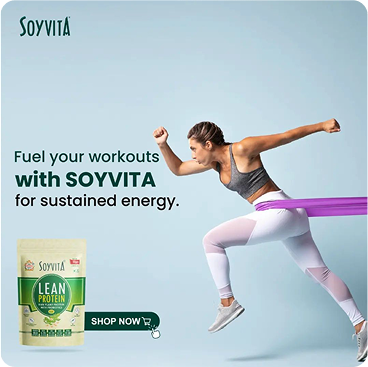 SOYVITA
Fuel your workouts
with SOYVITA
for sustained energy.
SOYVITA
LEAN
PROTEIN
SHOP NOW